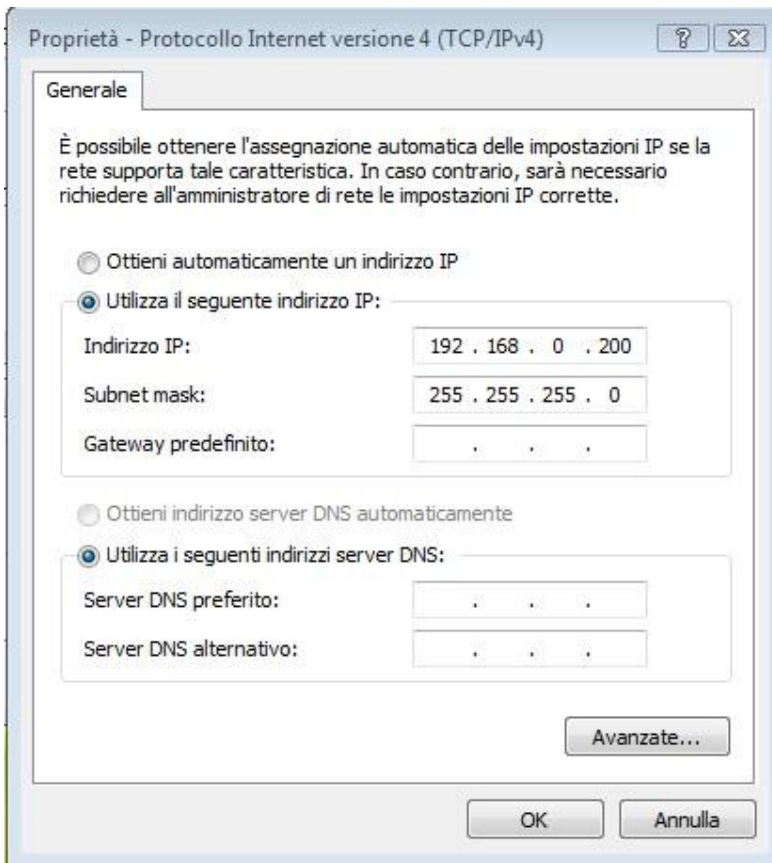 Proprietà - Protocollo Internet versione 4 (TCP/IPv4)
Generale
È possibile ottenere l'assegnazione automatica delle impostazioni IP se la
rete supporta tale caratteristica. In caso contrario, sarà necessario
richiedere all'amministratore di rete le impostazioni IP corrette.
Ottieni automaticamente un indirizzo IP
Utilizza il seguente indirizzo IP:
Indirizzo IP: 192 . 168 . 0 . 200
Subnet mask: 255 . 255 . 255 . 0
Gateway predefinito: . . .
Ottieni indirizzo server DNS automaticamente
Utilizza i seguenti indirizzi server DNS:
Server DNS preferito: . . .
Server DNS alternativo: . . .
Avanzate...
OK Annulla